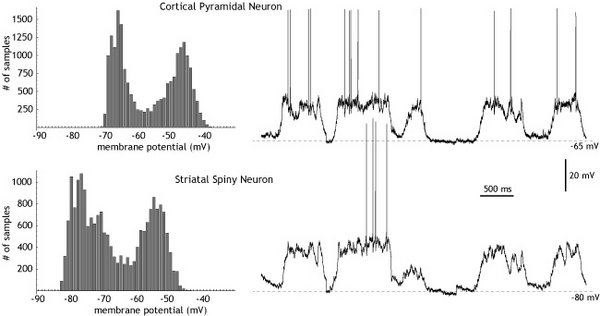 Cortical Pyramidal Neuron
# of samples
1500
1250
1000
750
500
250
-90 -80 -70 -60 -50 -40
membrane potential (mV)
-65 mV
20 mV
500 ms
Striatal Spiny Neuron
# of samples
1000
800
600
400
200
-90 -80 -70 -60 -50 -40
membrane potential (mV)
-80 mV